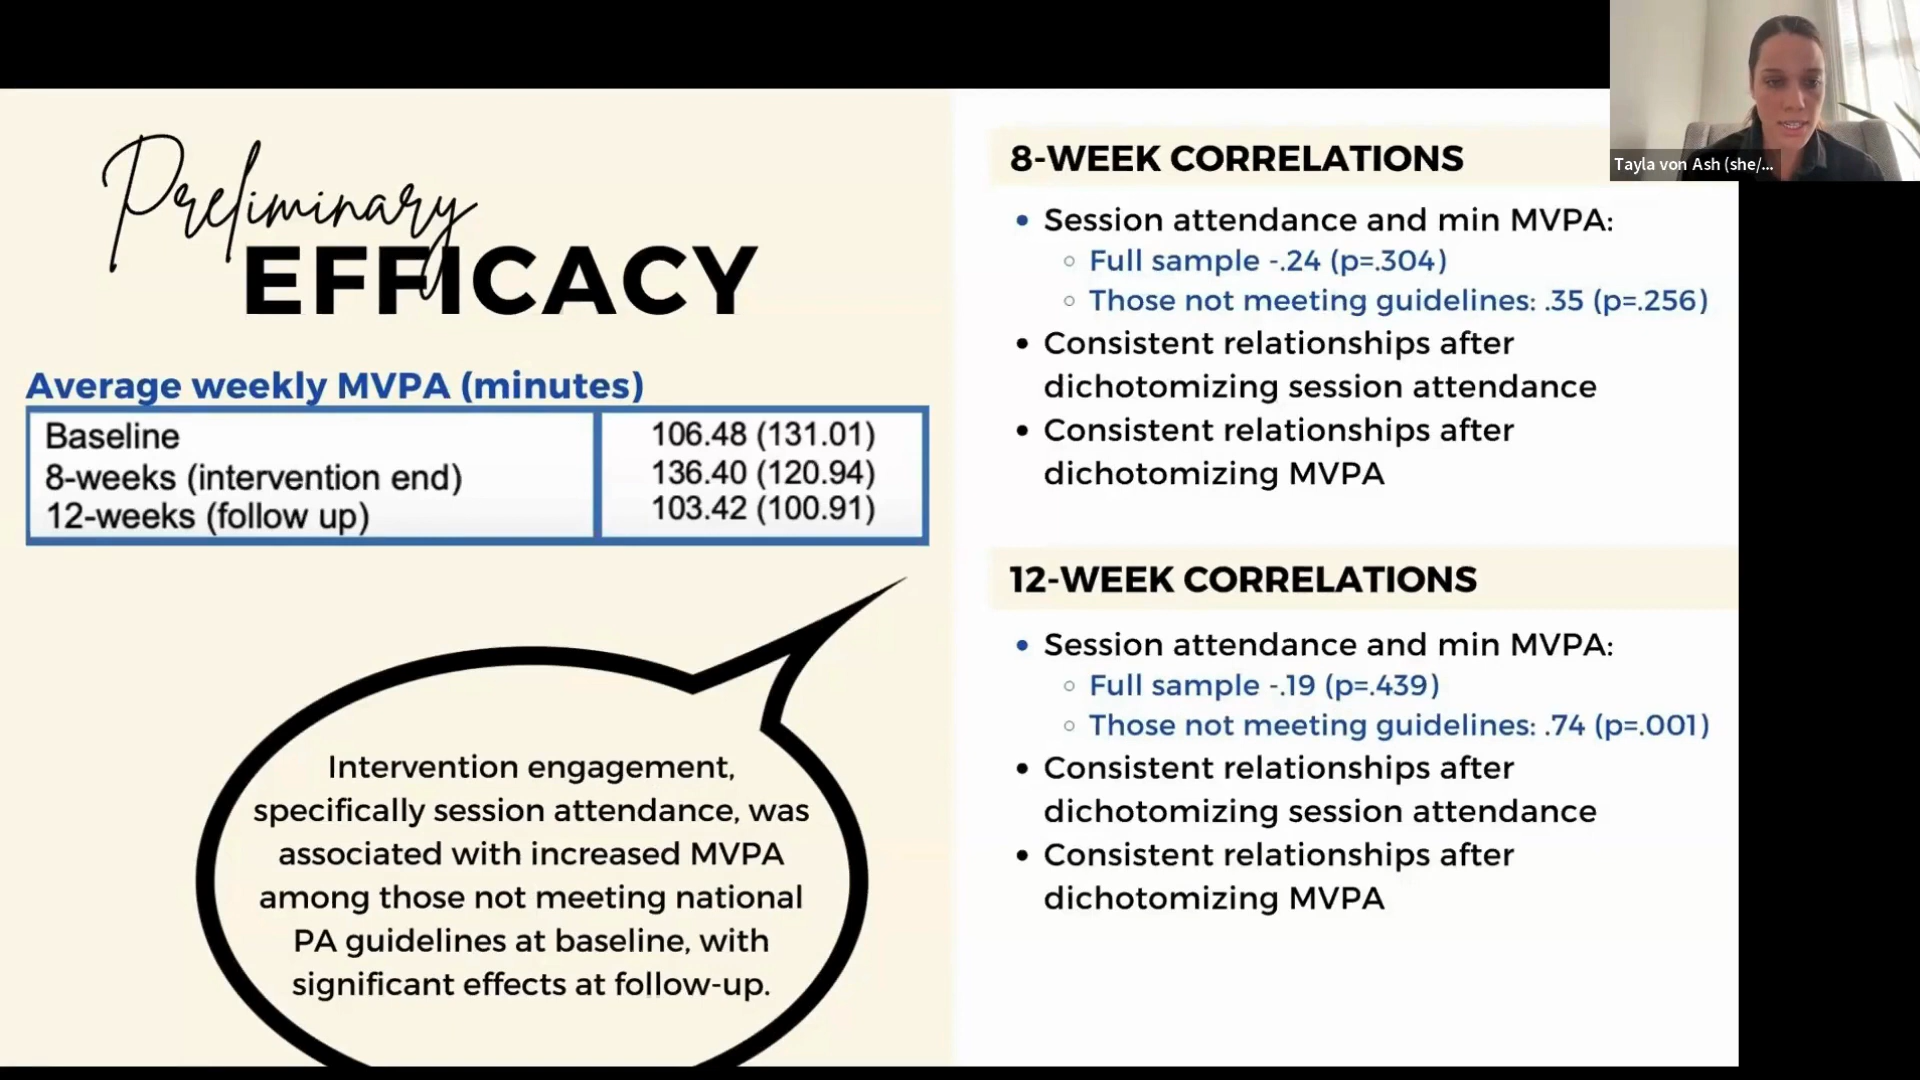 Preliminary
EFFICACY
Average weekly MVPA (minutes)
Baseline 106.48 (131.01)
8-weeks (intervention end) 136.40 (120.94)
12-weeks (follow up) 103.42 (100.91)
Intervention engagement,
specifically session attendance, was
associated with increased MVPA
among those not meeting national
PA guidelines at baseline, with
significant effects at follow-up.
8-WEEK CORRELATIONS
• Session attendance and min MVPA:
○ Full sample -.24 (p=.304)
○ Those not meeting guidelines: .35 (p=.256)
• Consistent relationships after
dichotomizing session attendance
• Consistent relationships after
dichotomizing MVPA
12-WEEK CORRELATIONS
• Session attendance and min MVPA:
○ Full sample -.19 (p=.439)
○ Those not meeting guidelines: .74 (p=.001)
• Consistent relationships after
dichotomizing session attendance
• Consistent relationships after
dichotomizing MVPA
Tayla von Ash (she/...